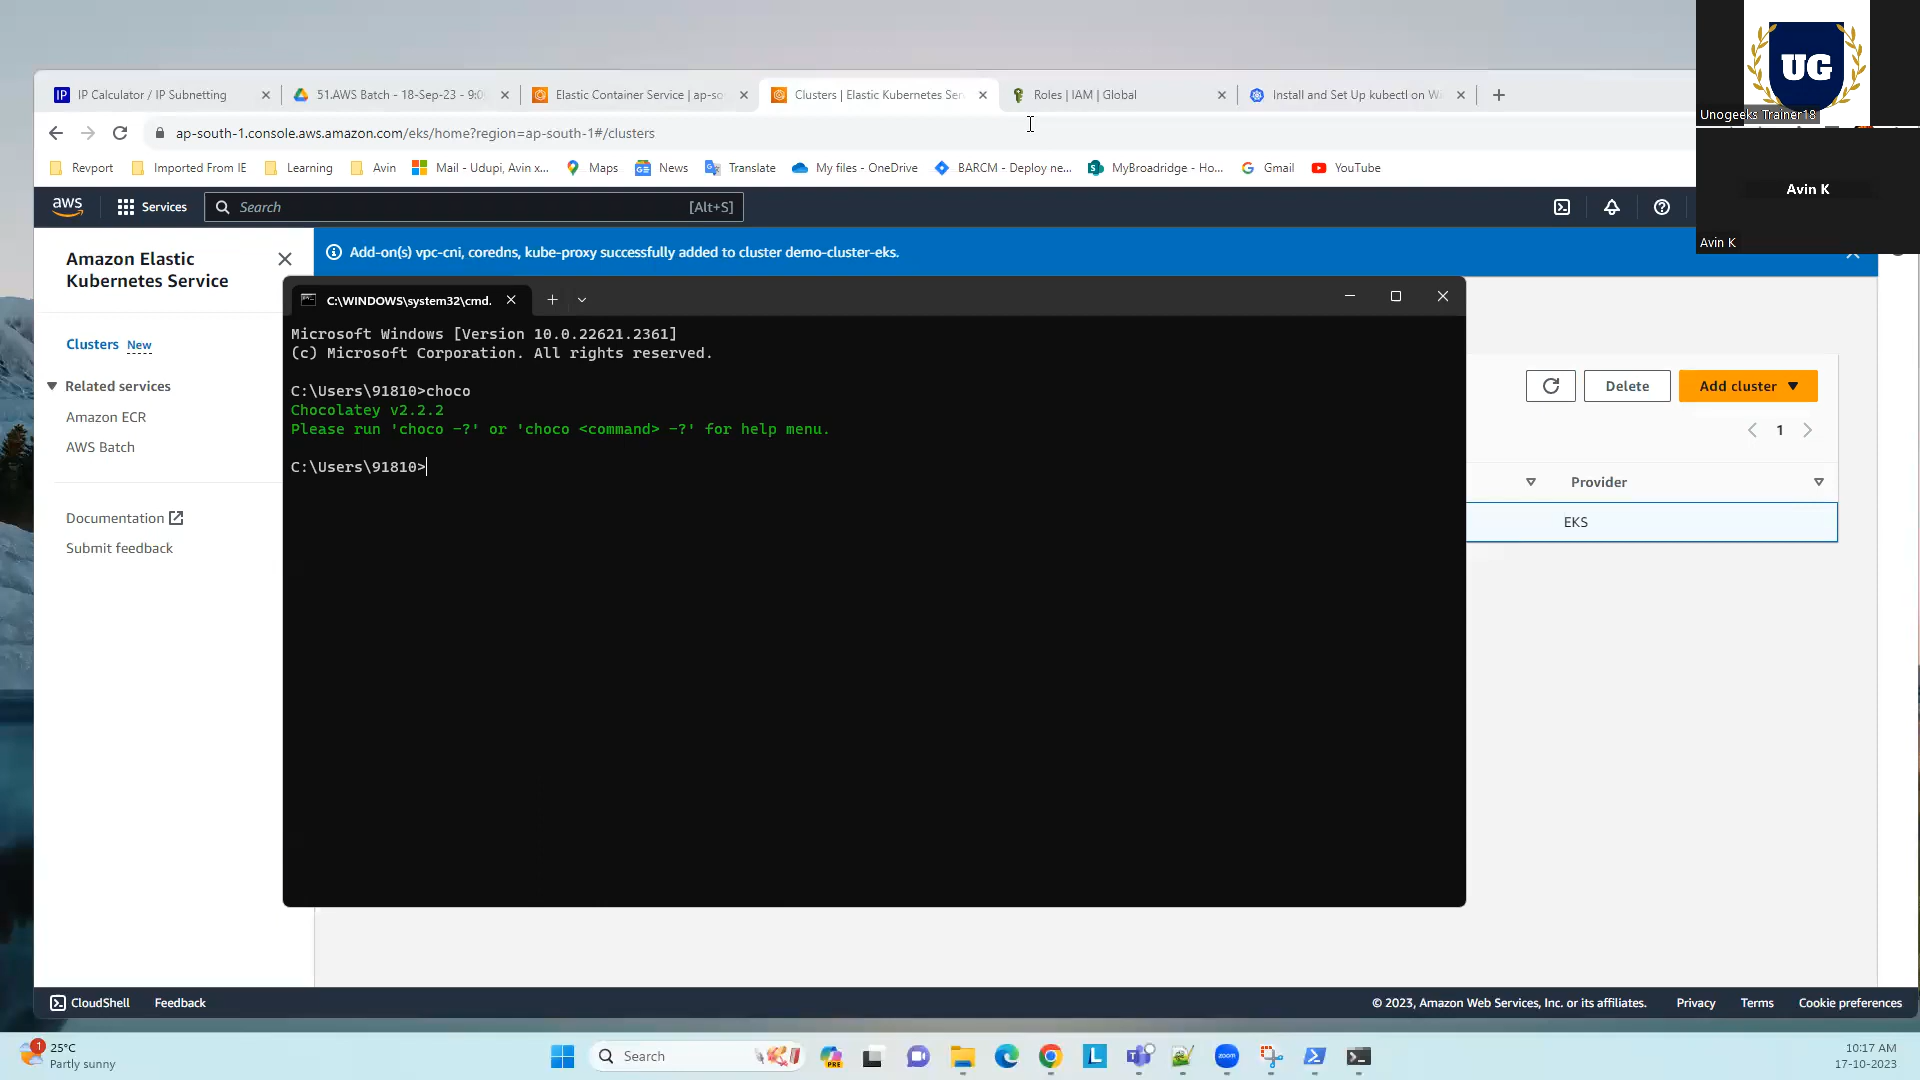 UG
Unogeeks Trainer18
Avin K
Avin K
IP IP Calculator / IP Subnetting
51.AWS Batch - 18-Sep-23 - 9:0
Elastic Container Service | ap-so
Clusters | Elastic Kubernetes Ser
Roles | IAM | Global
Install and Set Up kubectl on W
ap-south-1.console.aws.amazon.com/eks/home?region=ap-south-1#/clusters
Revport
Imported From IE
Learning
Avin
Mail - Udupi, Avin x...
Maps
News
Translate
My files - OneDrive
BARCM - Deploy ne...
MyBroadridge - Ho...
Gmail
YouTube
aws
Services
Search
[Alt+S]
Amazon Elastic
Kubernetes Service
Add-on(s) vpc-cni, coredns, kube-proxy successfully added to cluster demo-cluster-eks.
Clusters New
Related services
Amazon ECR
AWS Batch
Documentation
Submit feedback
C:\WINDOWS\system32\cmd.
Microsoft Windows [Version 10.0.22621.2361]
(c) Microsoft Corporation. All rights reserved.
C:\Users\91810>choco
Chocolatey v2.2.2
Please run 'choco -?' or 'choco <command> -?' for help menu.
C:\Users\91810>
Delete
Add cluster
1
Provider
EKS
CloudShell
Feedback
© 2023, Amazon Web Services, Inc. or its affiliates.
Privacy
Terms
Cookie preferences
1
25°C
Partly sunny
Search
PRE
L
zoom
10:17 AM
17-10-2023